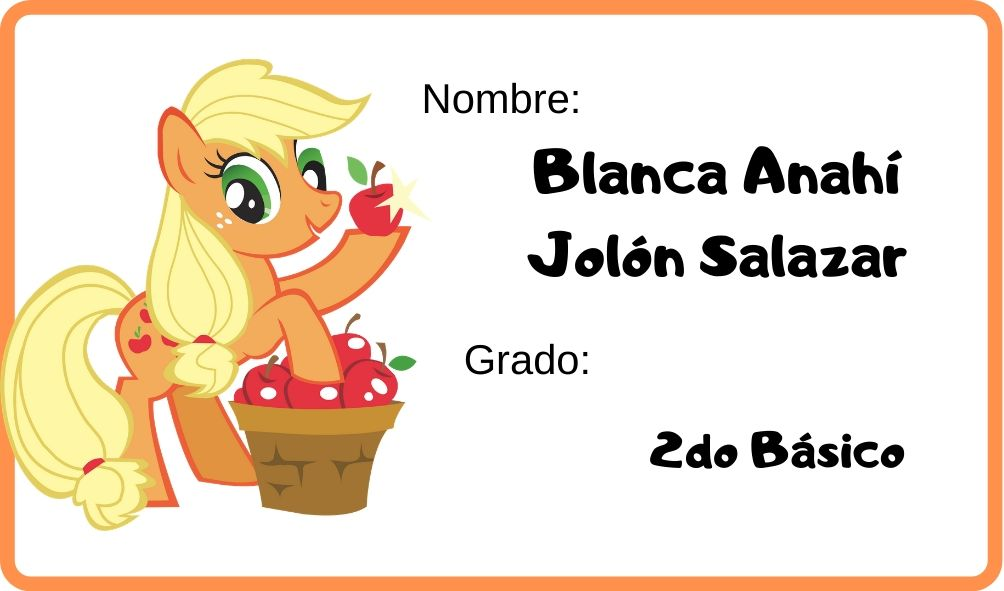 Nombre:
Blanca Anahí
Jolón Salazar
Grado:
2do Básico